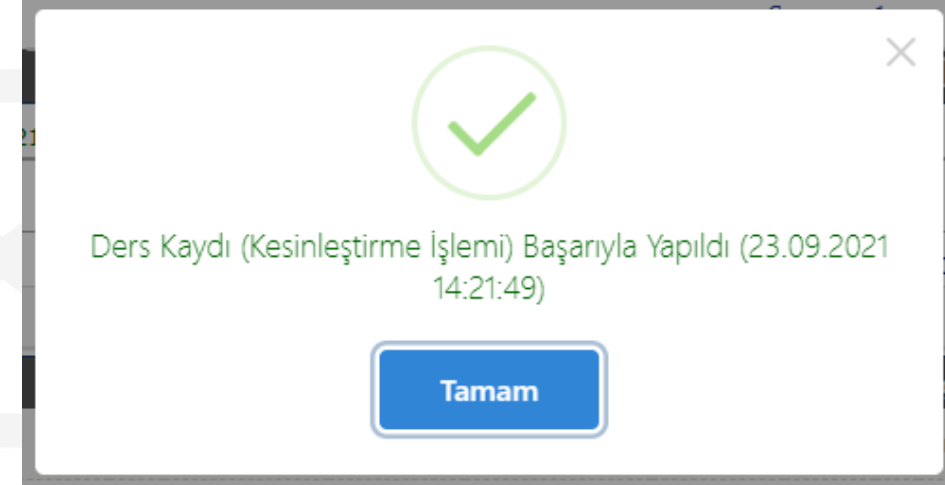 Ders Kaydı (Kesinleştirme İşlemi) Başarıyla Yapıldı (23.09.2021
14:21:49)
Tamam